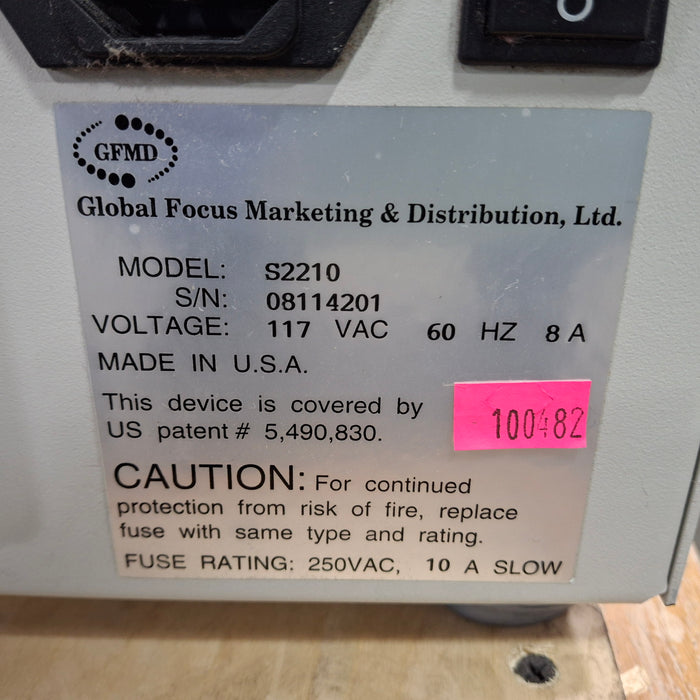 GFMD
Global Focus Marketing & Distribution, Ltd.
MODEL: S2210
S/N: 08114201
VOLTAGE: 117 VAC 60 HZ 8 A
MADE IN U.S.A.
This device is covered by
US patent # 5,490,830.
100482
CAUTION: For continued
protection from risk of fire, replace
fuse with same type and rating.
FUSE RATING: 250VAC, 10 A SLOW